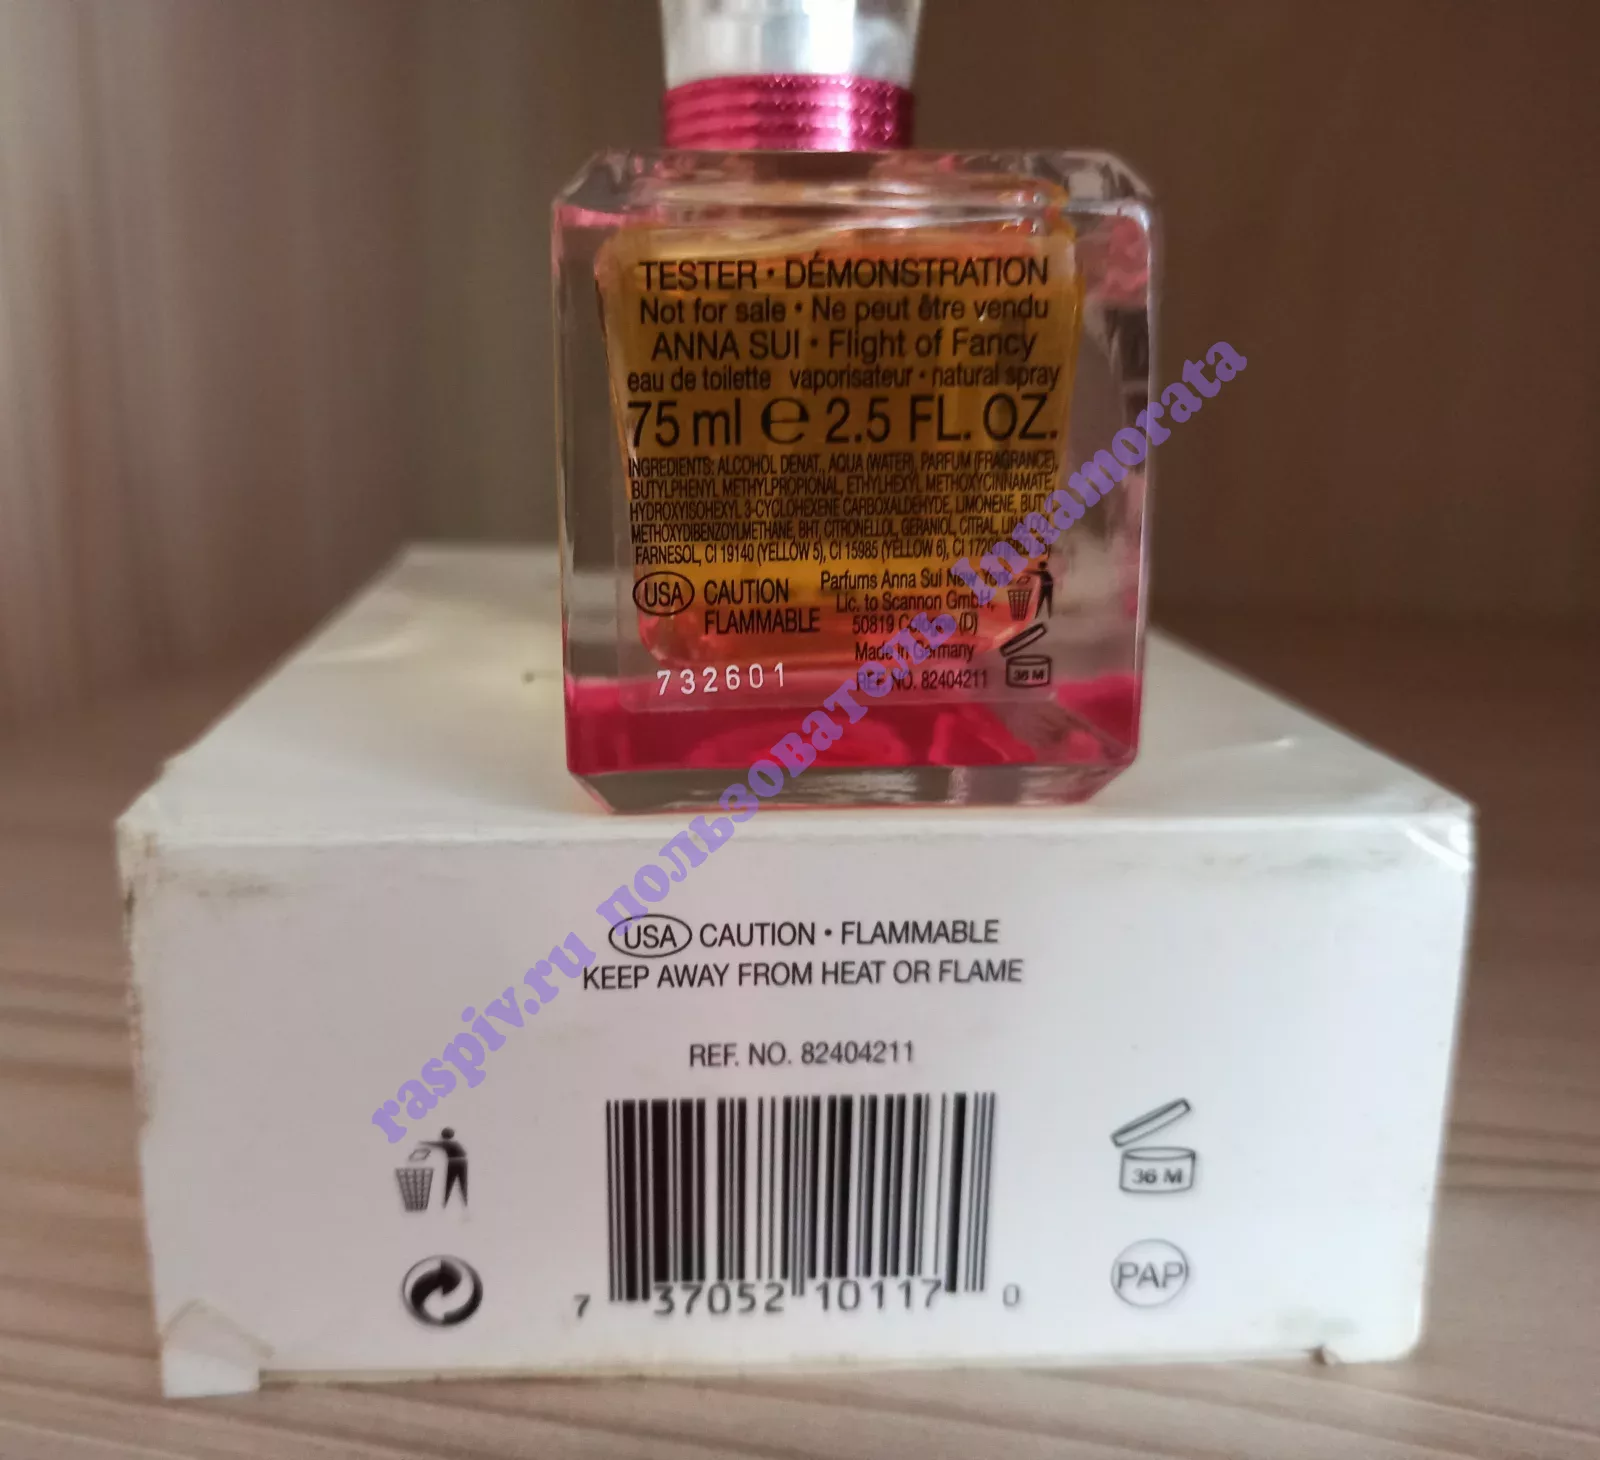 TESTER • DÉMONSTRATION
Not for sale • Ne peut être vendu
ANNA SUI • Flight of Fancy
eau de toilette vaporisateur • natural spray
75 ml ℮ 2.5 FL. OZ.
INGREDIENTS: ALCOHOL DENAT., AQUA (WATER), PARFUM (FRAGRANCE),
BUTYLPHENYL METHYLPROPIONAL, ETHYLHEXYL METHOXYCINNAMATE,
HYDROXYISOHEXYL 3-CYCLOHEXENE CARBOXALDEHYDE, LIMONENE, BUTYL
METHOXYDIBENZOYLMETHANE, BHT, CITRONELLOL, GERANIOL, CITRAL, LINALOOL,
FARNESOL, CI 19140 (YELLOW 5), CI 15985 (YELLOW 6), CI
USA CAUTION
FLAMMABLE
Parfums Anna Sui New York
Lic. to Scannon GmbH,
50819 Cologne (D)
Made in Germany
REF. NO. 82404211
36 M
732601
raspiv.ru пользователь Innamorata
USA CAUTION • FLAMMABLE
KEEP AWAY FROM HEAT OR FLAME
REF. NO. 82404211
36 M
PAP
7 37052 10117 0